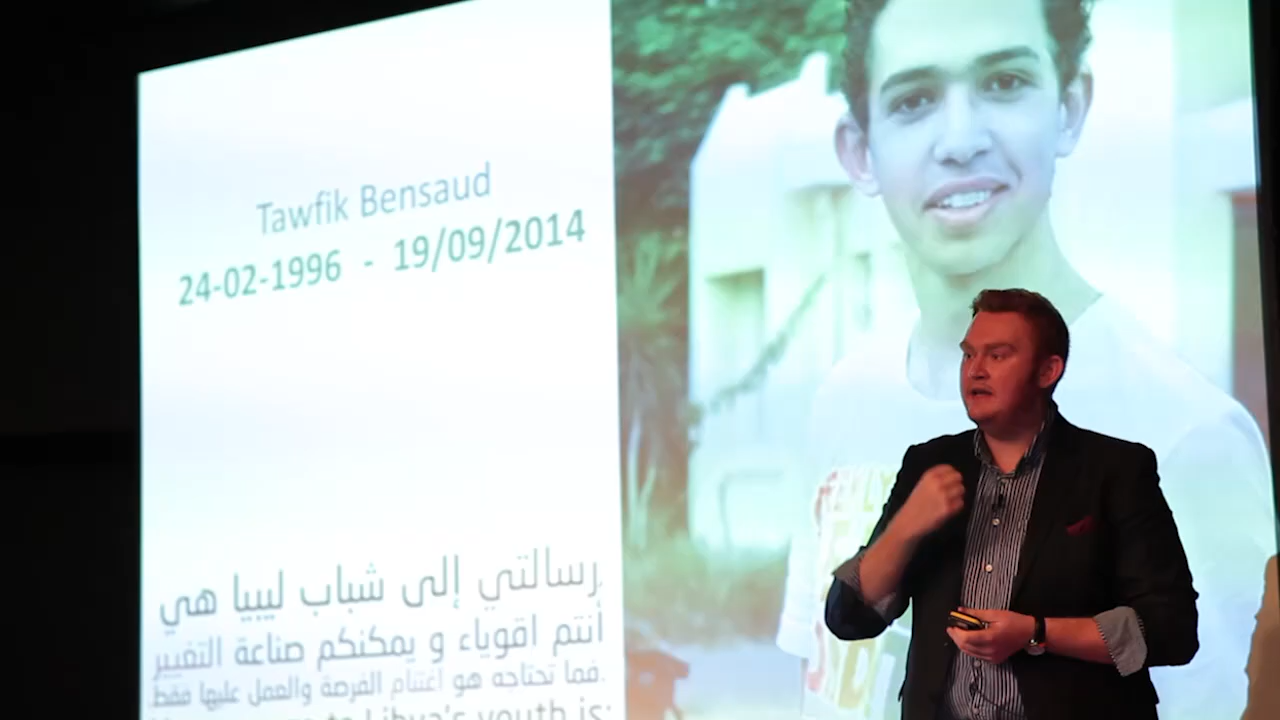 Tawfik Bensaud
24-02-1996 - 19/09/2014
رسالتي إلى شباب ليبيا هي
أنتم اقوياء و يمكنكم صناعة التغيير
فما تحتاجه هو اغتنام الفرصة والعمل عليها فقط.
to Libya's youth is: